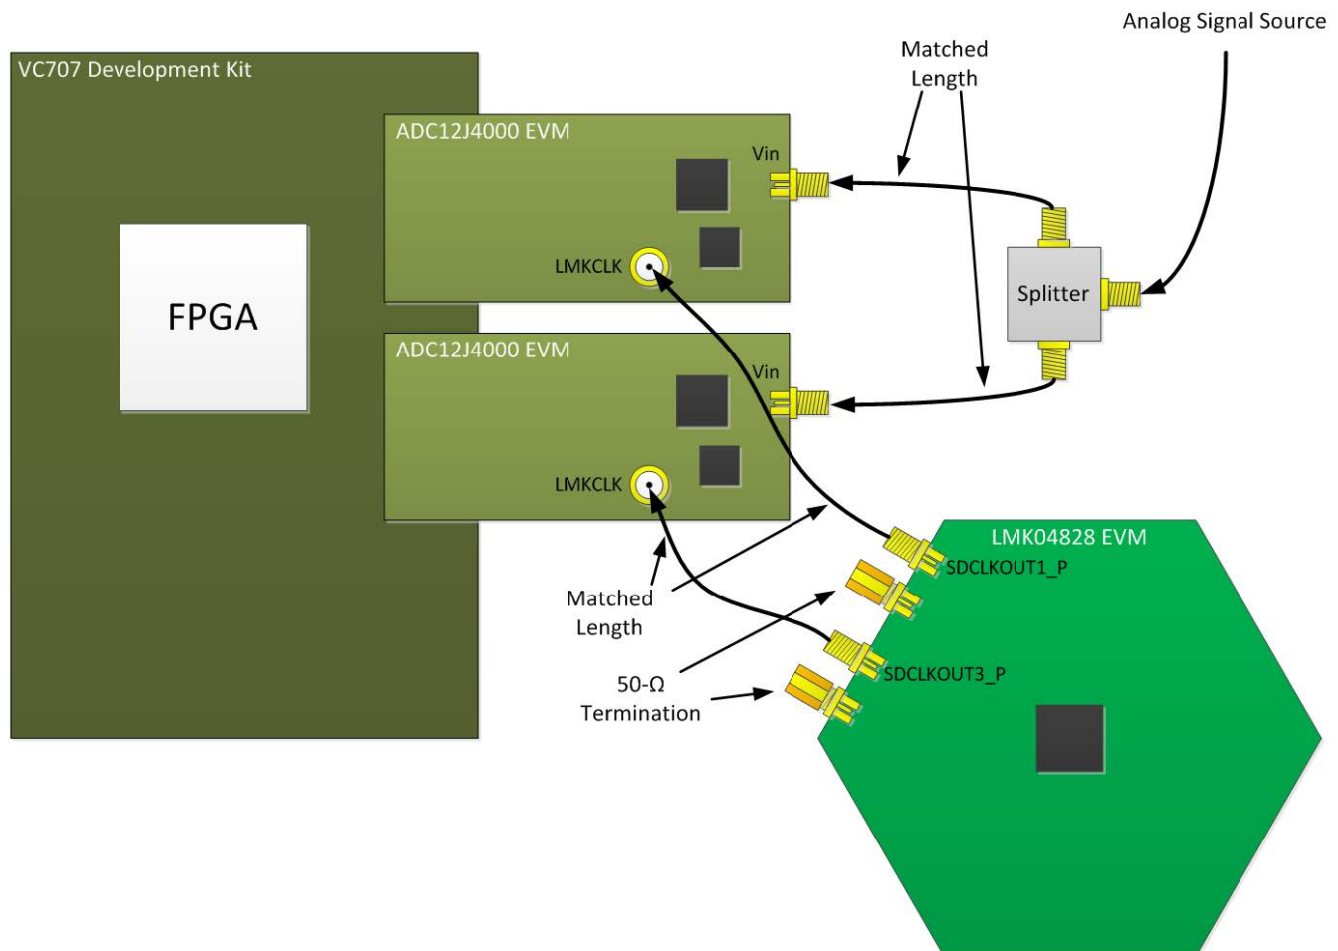 Analog Signal Source
Matched
Length
VC707 Development Kit
ADC12J4000 EVM
Vin
LMKCLK
Splitter
FPGA
ADC12J4000 EVM
Vin
LMKCLK
LMK04828 EVM
SDCLKOUT1_P
Matched
Length
SDCLKOUT3_P
50-Ω
Termination